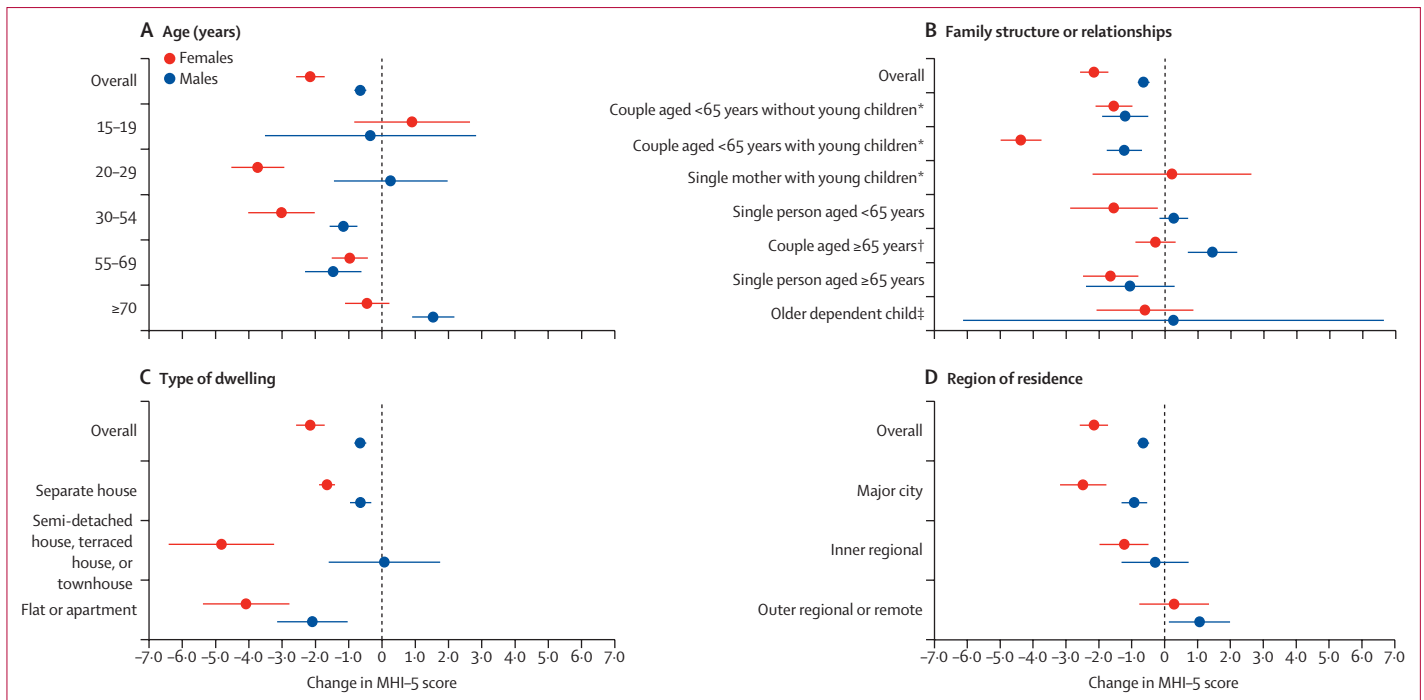 A Age (years)
Females
Males
Overall
15–19
20–29
30–54
55–69
≥70
B Family structure or relationships
Overall
Couple aged <65 years without young children*
Couple aged <65 years with young children*
Single mother with young children*
Single person aged <65 years
Couple aged ≥65 years†
Single person aged ≥65 years
Older dependent child‡
C Type of dwelling
Overall
Separate house
Semi-detached
house, terraced
house, or
townhouse
Flat or apartment
–7·0 –6·0 –5·0 –4·0 –3·0 –2·0 –1·0 0 1·0 2·0 3·0 4·0 5·0 6·0 7·0
Change in MHI–5 score
D Region of residence
Overall
Major city
Inner regional
Outer regional or remote
–7·0 –6·0 –5·0 –4·0 –3·0 –2·0 –1·0 0 1·0 2·0 3·0 4·0 5·0 6·0 7·0
Change in MHI–5 score